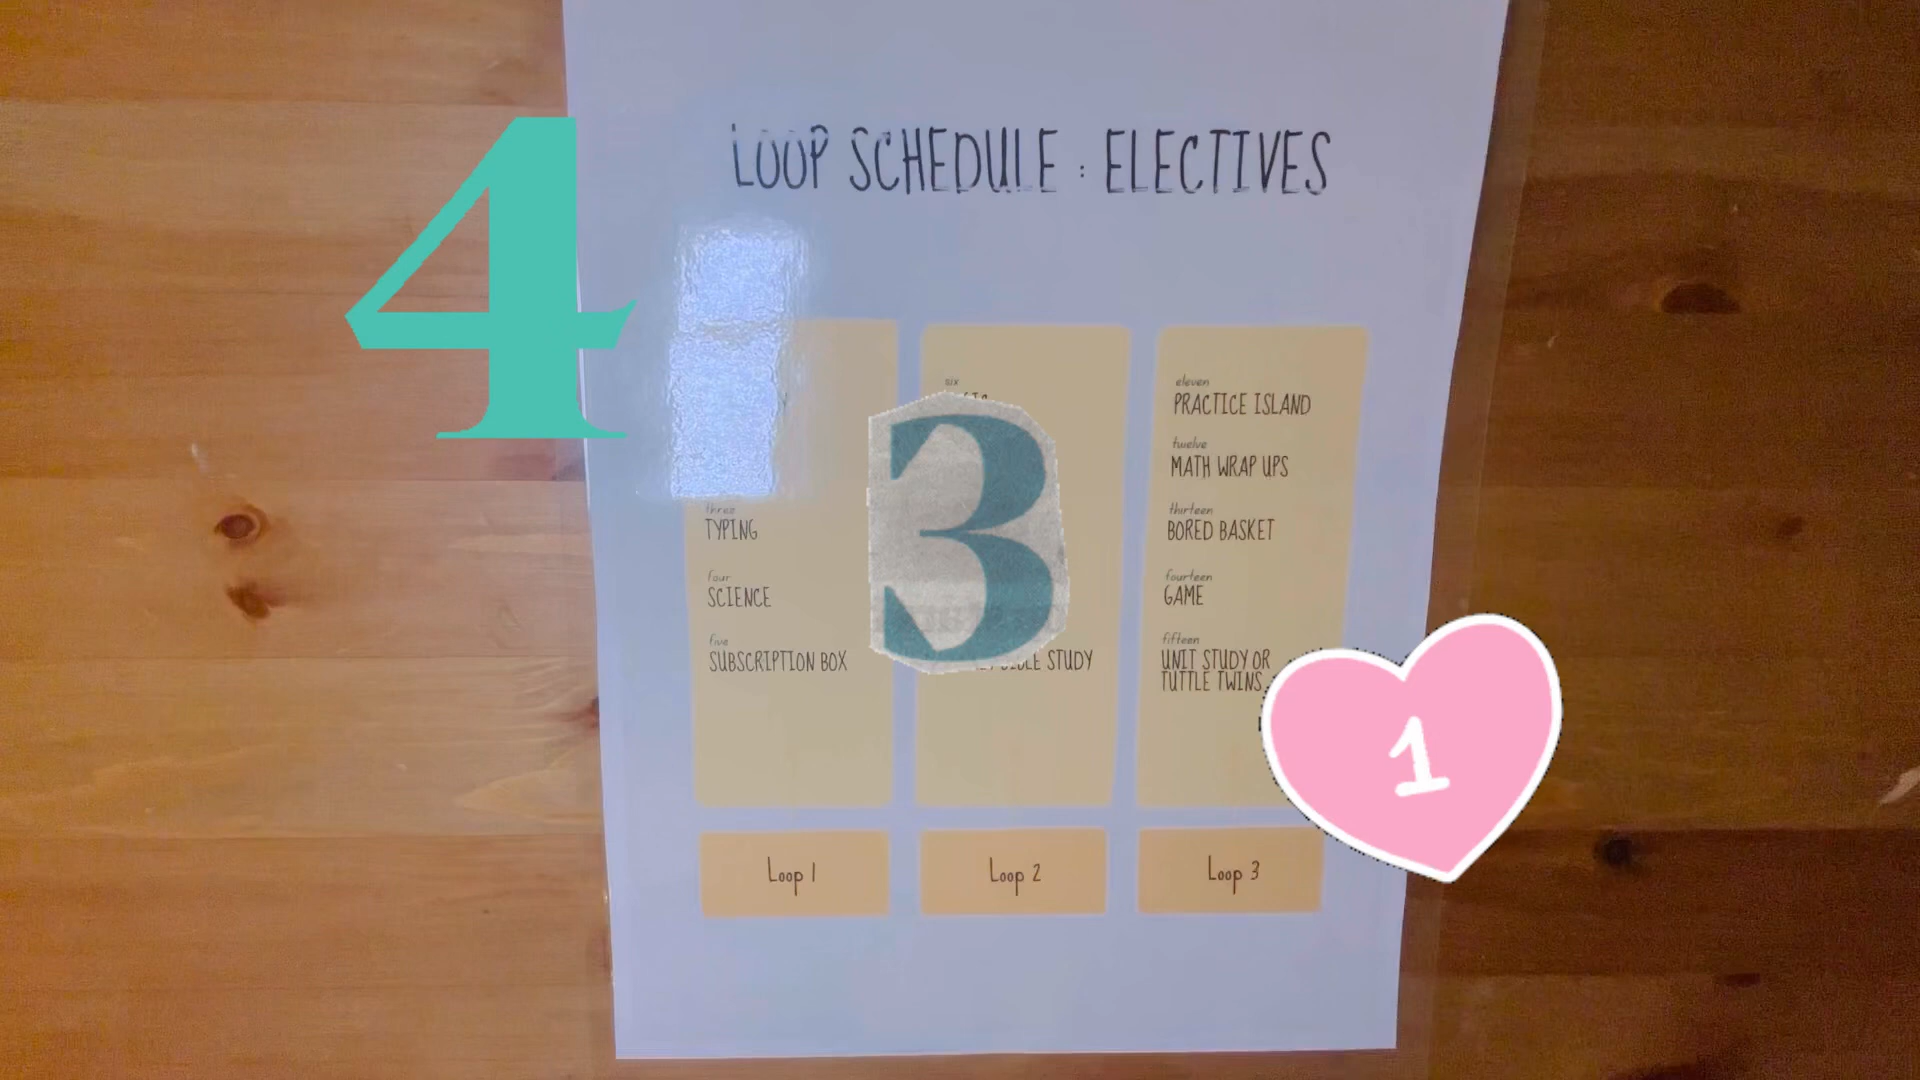 LOOP SCHEDULE : ELECTIVES
4
three
TYPING
four
SCIENCE
five
SUBSCRIPTION BOX
Loop 1
six
3
STUDY
Loop 2
eleven
PRACTICE ISLAND
twelve
MATH WRAP UPS
thirteen
BORED BASKET
fourteen
GAME
fifteen
UNIT STUDY OR
TUTTLE TWINS
Loop 3
1